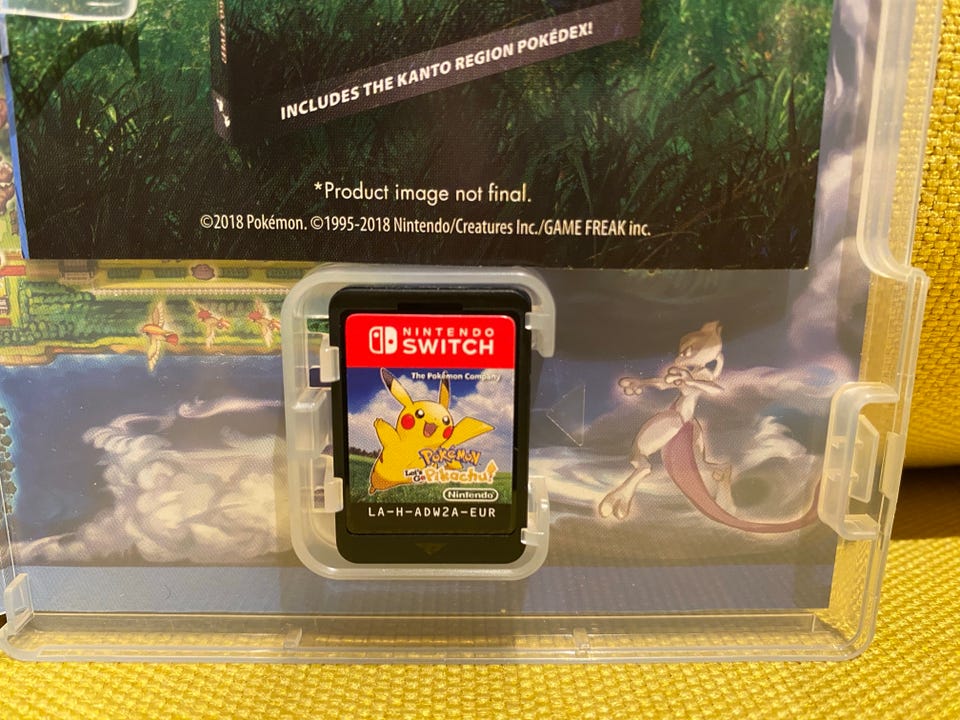 INCLUDES THE KANTO REGION POKÉDEX!
*Product image not final.
©2018 Pokémon. ©1995-2018 Nintendo/Creatures Inc./GAME FREAK inc.
NINTENDO
SWITCH
The Pokémon Company
POKéMON
Let's Go Pikachu!
Nintendo
LA-H-ADW2A-EUR